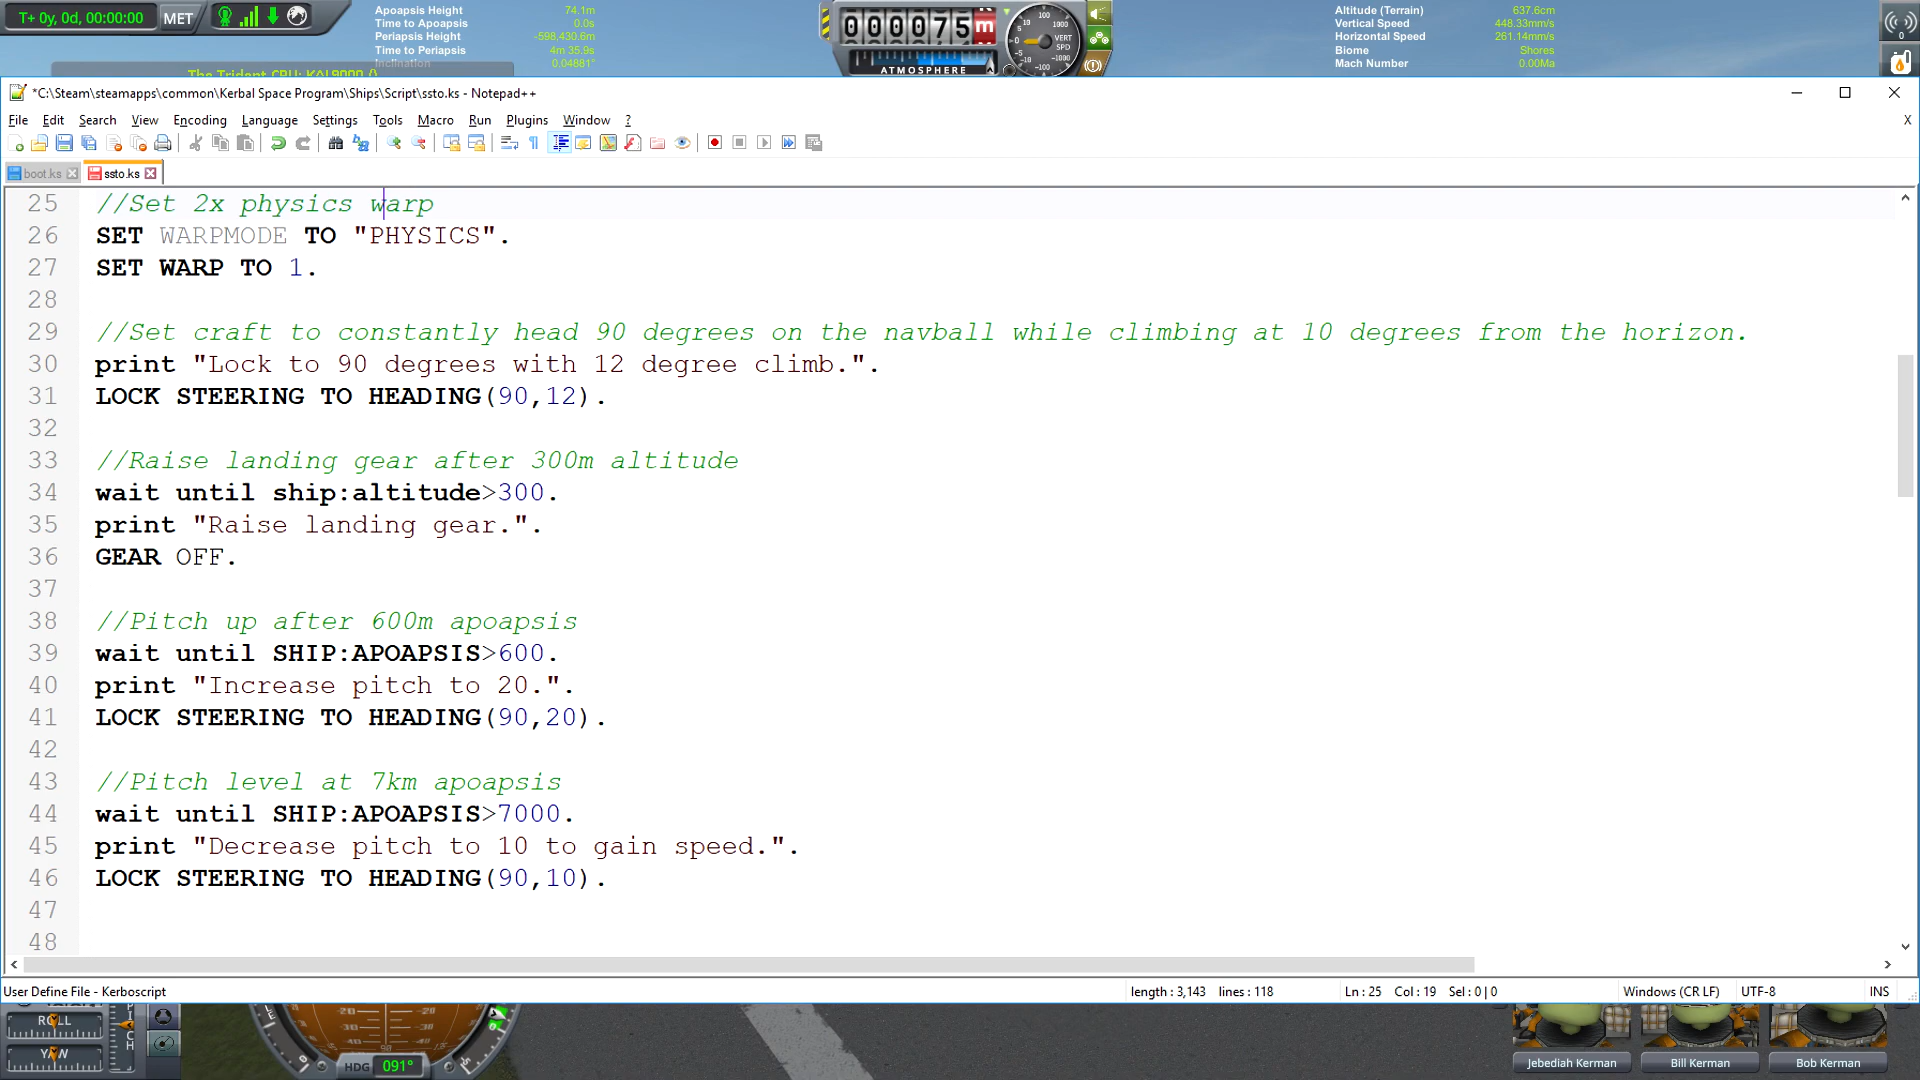 T+ 0y, 0d, 00:00:00 MET
Apoapsis Height 74.1m
Time to Apoapsis 0.0s
Periapsis Height -598,430.6m
Time to Periapsis 4m 35.9s
Inclination 0.04881°
000075m
ATMOSPHERE
VERT SPD
Altitude (Terrain) 637.6cm
Vertical Speed 448.33mm/s
Horizontal Speed 261.14mm/s
Biome Shores
Mach Number 0.00Ma
0
The Trident CPU: KAL9000 ()
*C:\Steam\steamapps\common\Kerbal Space Program\Ships\Script\ssto.ks - Notepad++
File Edit Search View Encoding Language Settings Tools Macro Run Plugins Window ? X
boot.ks ssto.ks
25 //Set 2x physics warp
26 SET WARPMODE TO "PHYSICS".
27 SET WARP TO 1.
28
29 //Set craft to constantly head 90 degrees on the navball while climbing at 10 degrees from the horizon.
30 print "Lock to 90 degrees with 12 degree climb.".
31 LOCK STEERING TO HEADING(90,12).
32
33 //Raise landing gear after 300m altitude
34 wait until ship:altitude>300.
35 print "Raise landing gear.".
36 GEAR OFF.
37
38 //Pitch up after 600m apoapsis
39 wait until SHIP:APOAPSIS>600.
40 print "Increase pitch to 20.".
41 LOCK STEERING TO HEADING(90,20).
42
43 //Pitch level at 7km apoapsis
44 wait until SHIP:APOAPSIS>7000.
45 print "Decrease pitch to 10 to gain speed.".
46 LOCK STEERING TO HEADING(90,10).
47
48
User Define File - Kerboscript length : 3,143 lines : 118 Ln : 25 Col : 19 Sel : 0 | 0 Windows (CR LF) UTF-8 INS
ROLL
YAW
HDG 091°
Jebediah Kerman Bill Kerman Bob Kerman